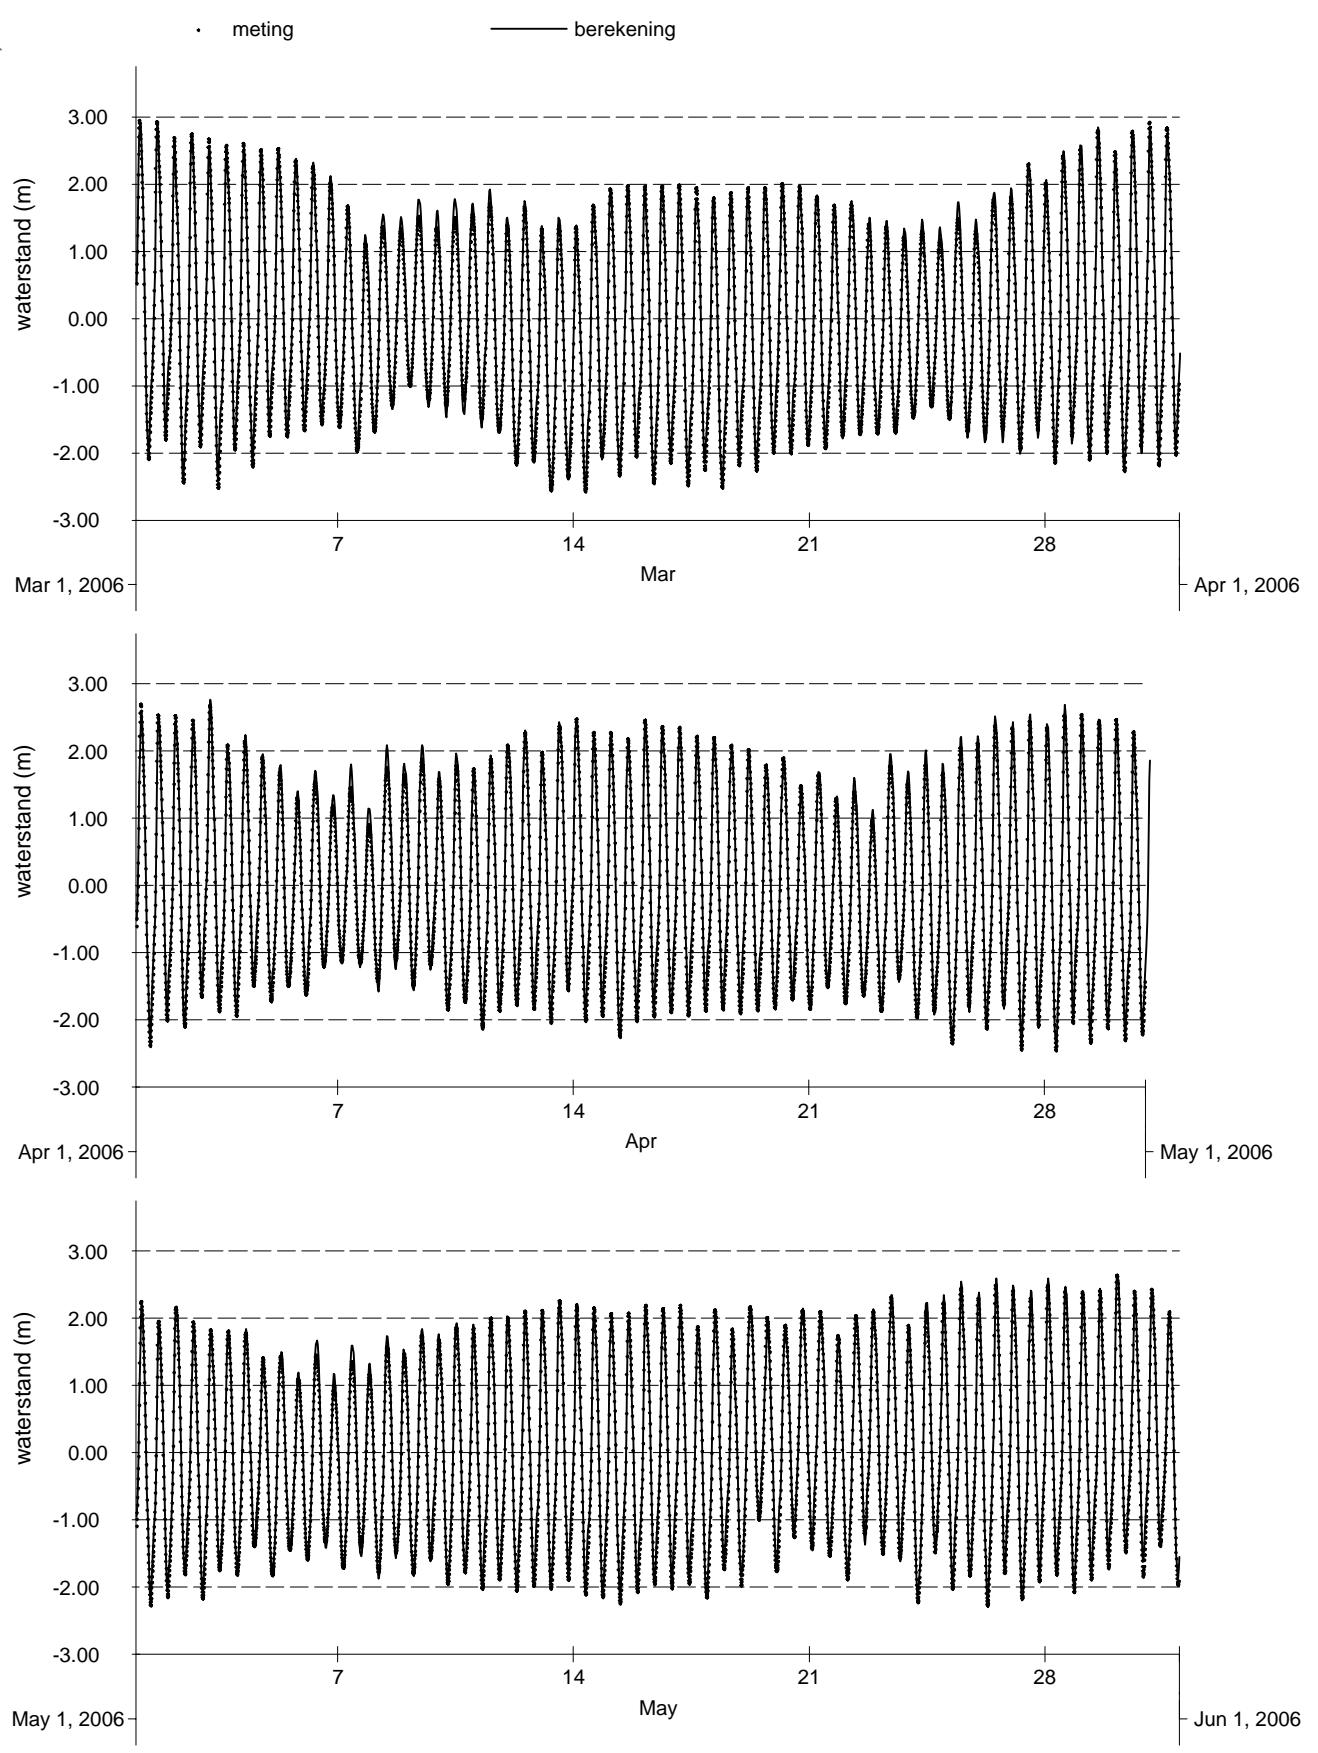 meting berekening
3.00
2.00
1.00
0.00
-1.00
-2.00
-3.00
waterstand (m)
7 14 21 28
Mar
Mar 1, 2006 Apr 1, 2006
3.00
2.00
1.00
0.00
-1.00
-2.00
-3.00
waterstand (m)
7 14 21 28
Apr
Apr 1, 2006 May 1, 2006
3.00
2.00
1.00
0.00
-1.00
-2.00
-3.00
waterstand (m)
7 14 21 28
May
May 1, 2006 Jun 1, 2006